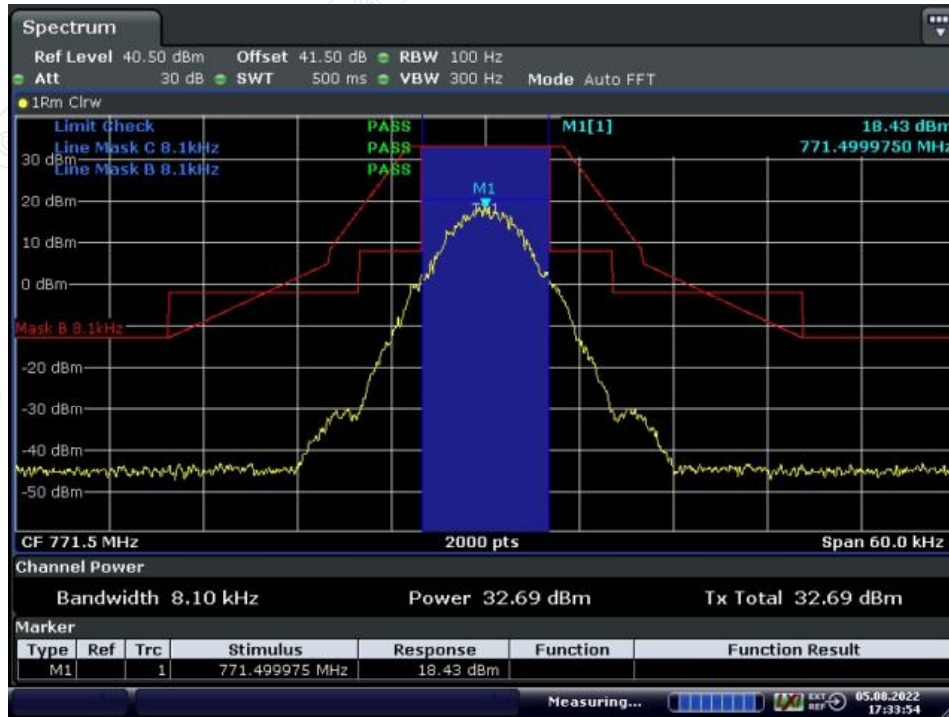 Spectrum
Ref Level 40.50 dBm Offset 41.50 dB RBW 100 Hz
Att 30 dB SWT 500 ms VBW 300 Hz Mode Auto FFT
1Rm Clrw
Limit Check PASS M1[1] 18.43 dBm
Line Mask C 8.1kHz PASS 771.4999750 MHz
30 dBm
Line Mask B 8.1kHz PASS
M1
20 dBm
10 dBm
0 dBm
Mask B 8.1kHz
-20 dBm
-30 dBm
-40 dBm
-50 dBm
CF 771.5 MHz 2000 pts Span 60.0 kHz
Channel Power
Bandwidth 8.10 kHz Power 32.69 dBm Tx Total 32.69 dBm
Marker
Type Ref Trc Stimulus Response Function Function Result
M1 1 771.499975 MHz 18.43 dBm
Measuring... LXI EXT REF 05.08.2022
17:33:54